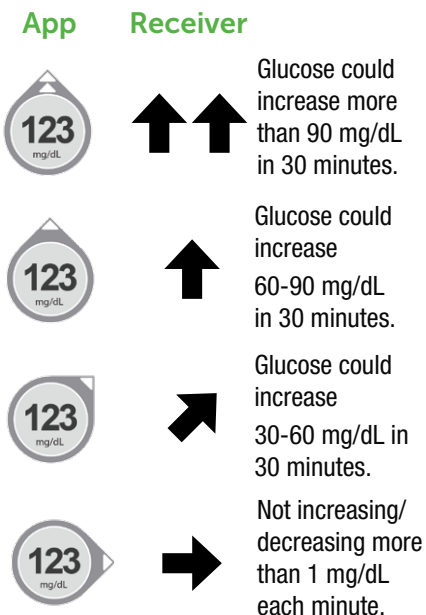 App Receiver
123
mg/dL
Glucose could
increase more
than 90 mg/dL
in 30 minutes.
123
mg/dL
Glucose could
increase
60-90 mg/dL
in 30 minutes.
123
mg/dL
Glucose could
increase
30-60 mg/dL in
30 minutes.
123
mg/dL
Not increasing/
decreasing more
than 1 mg/dL
each minute.